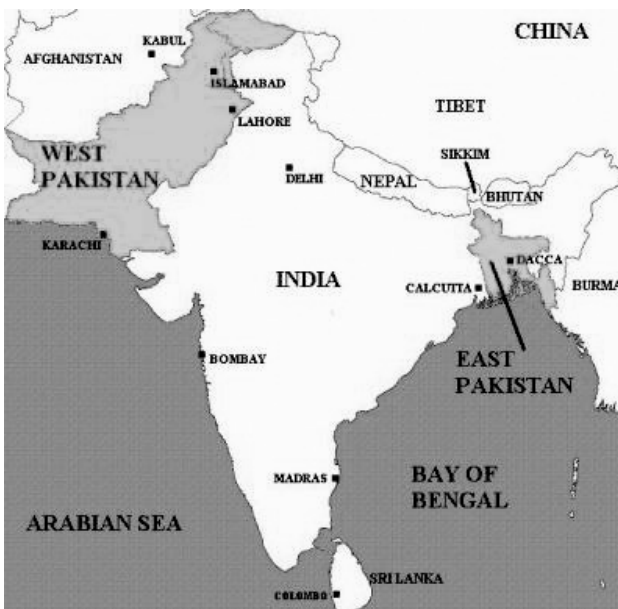 CHINA
KABUL
AFGHANISTAN
ISLAMABAD
TIBET
LAHORE
WEST
PAKISTAN
SIKKIM
DELHI
NEPAL
BHUTAN
KARACHI
DACCA
INDIA
CALCUTTA
BURMA
BOMBAY
EAST
PAKISTAN
MADRAS
BAY OF
BENGAL
ARABIAN SEA
SRI LANKA
COLOMBO